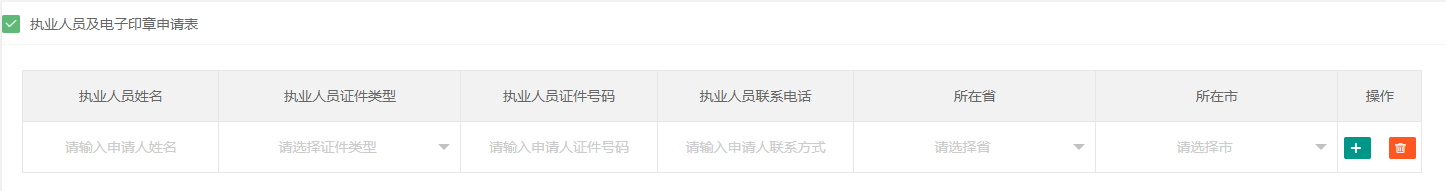 执业人员及电子印章申请表
执业人员姓名 执业人员证件类型 执业人员证件号码 执业人员联系电话 所在省 所在市 操作
请输入申请人姓名 请选择证件类型 请输入申请人证件号码 请输入申请人联系方式 请选择省 请选择市